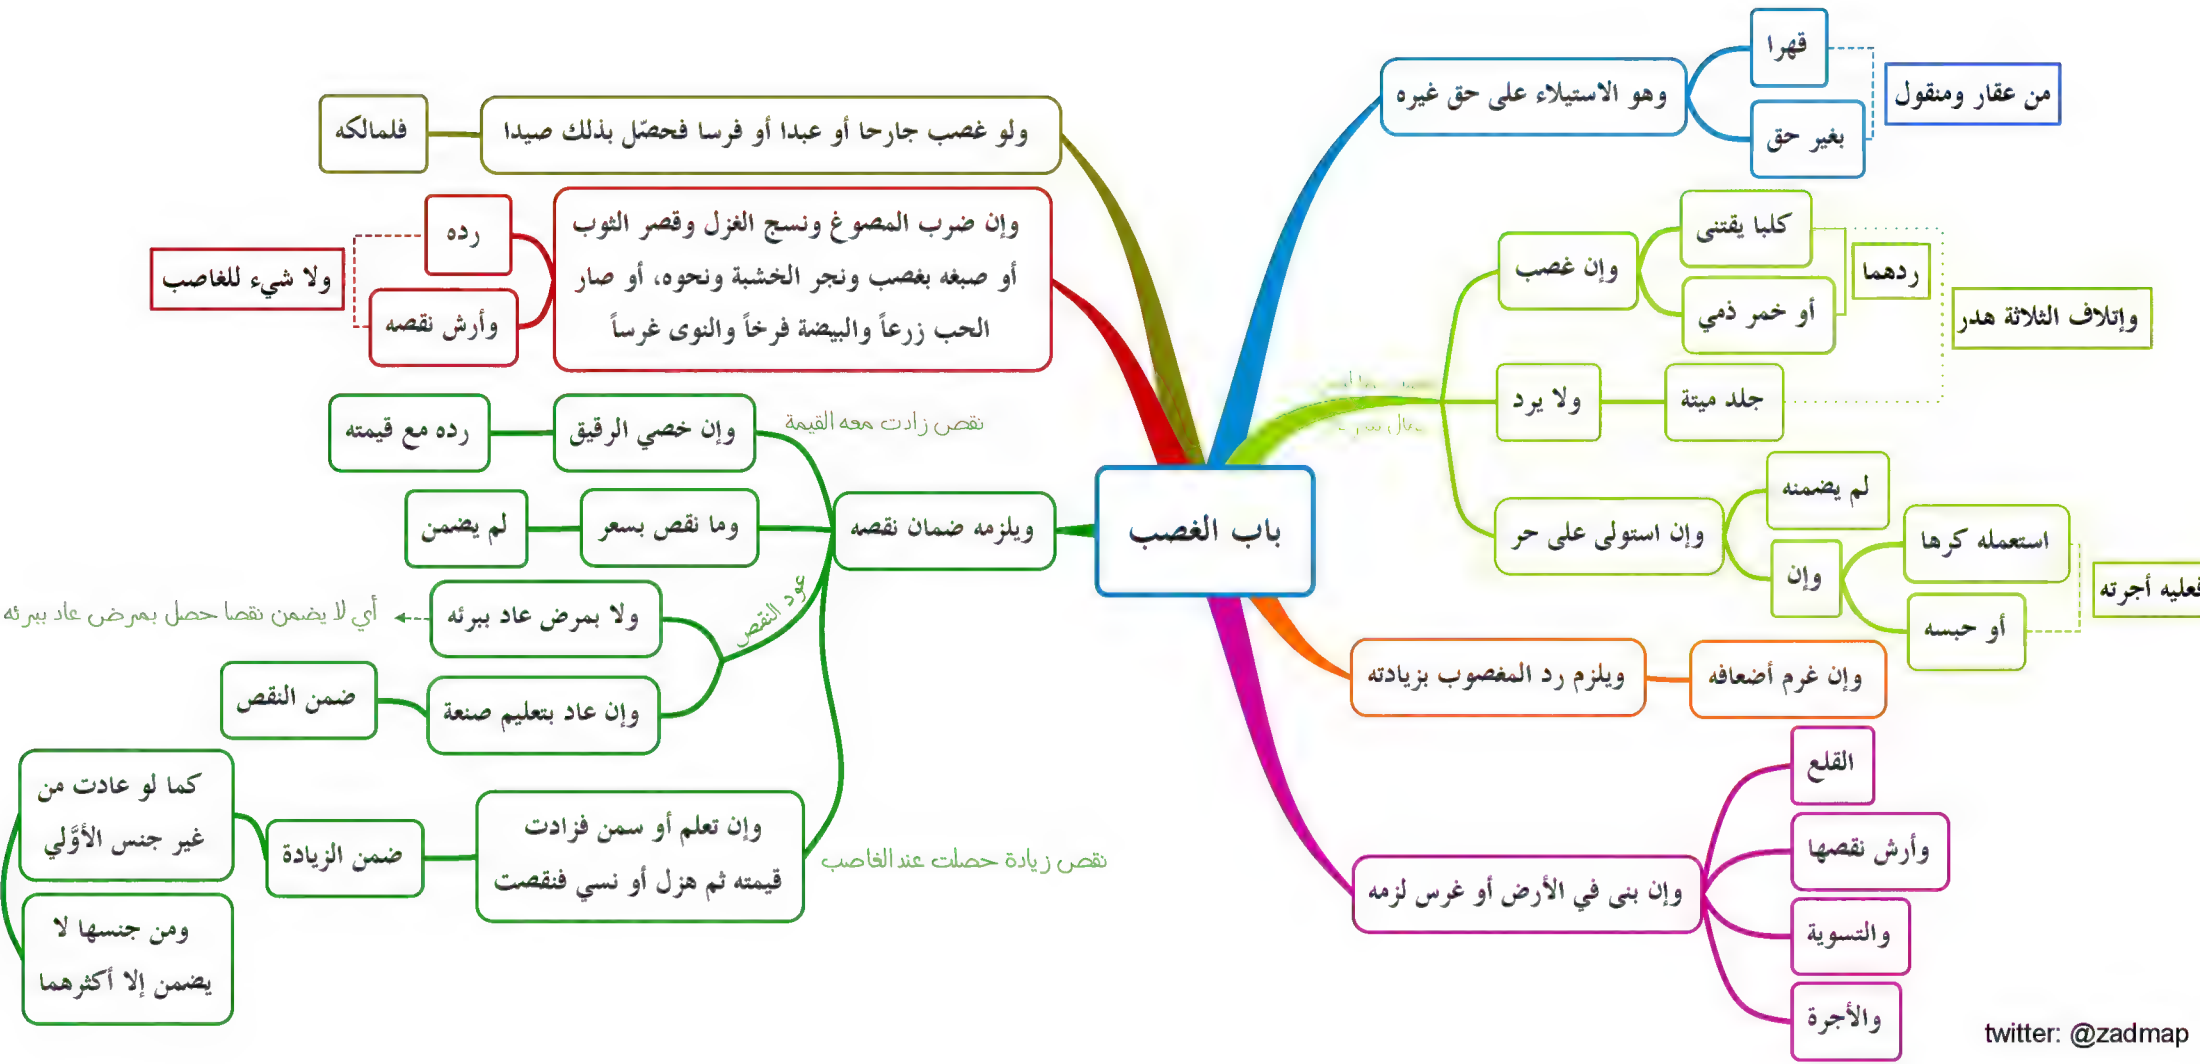 باب الغصب
وهو الاستيلاء على حق غيره
قهرا
بغير حق
من عقار ومنقول
وإن غصب
كلبا يقتنى
أو خمر ذمي
ردهما
ولا يرد
جلد ميتة
وإتلاف الثلاثة هدر
وإن استولى على حر
لم يضمنه
وإن
استعمله كرها
أو حبسه
فعليه أجرته
ويلزم رد المغصوب بزيادته
وإن غرم أضعافه
وإن بنى في الأرض أو غرس لزمه
القلع
وأرش نقصها
والتسوية
والأجرة
ويلزمه ضمان نقصه
نقص زادت معه القيمة
وإن خصي الرقيق
رده مع قيمته
وما نقص بسعر
لم يضمن
عود النقص
ولا بمرض عاد ببرئه
أي لا يضمن نقصا حصل بمرض عاد ببرئه
وإن عاد بتعليم صنعة
ضمن النقص
نقص زيادة حصلت عند الغاصب
وإن تعلم أو سمن فزادت
قيمته ثم هزل أو نسي فنقصت
ضمن الزيادة
كما لو عادت من
غير جنس الأوَّلي
ومن جنسها لا
يضمن إلا أكثرهما
وإن ضرب المصوغ ونسج الغزل وقصر الثوب
أو صبغه بغصب ونجر الخشبة ونحوه، أو صار
الحب زرعاً والبيضة فرخاً والنوى غرساً
رده
وأرش نقصه
ولا شيء للغاصب
ولو غصب جارحا أو عبدا أو فرسا فحصّل بذلك صيدا
فلمالكه
twitter: @zadmap